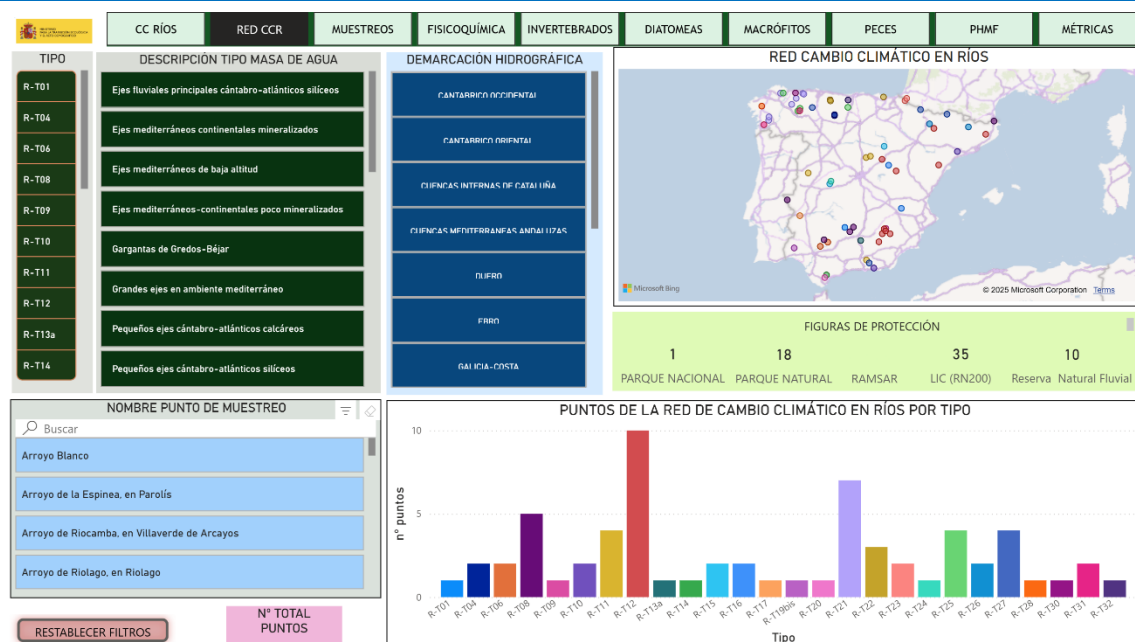 CC RÍOS
RED CCR
MUESTREOS
FISICOQUÍMICA
INVERTEBRADOS
DIATOMEAS
MACRÓFITOS
PECES
PHMF
MÉTRICAS
TIPO
R-T01
R-T04
R-T06
R-T08
R-T09
R-T10
R-T11
R-T12
R-T13a
R-T14
DESCRIPCIÓN TIPO MASA DE AGUA
Ejes fluviales principales cántabro-atlánticos silíceos
Ejes mediterráneos continentales mineralizados
Ejes mediterráneos de baja altitud
Ejes mediterráneos-continentales poco mineralizados
Gargantas de Gredos-Béjar
Grandes ejes en ambiente mediterráneo
Pequeños ejes cántabro-atlánticos calcáreos
Pequeños ejes cántabro-atlánticos silíceos
DEMARCACIÓN HIDROGRÁFICA
CANTABRICO OCCIDENTAL
CANTABRICO ORIENTAL
CUENCAS INTERNAS DE CATALUÑA
CUENCAS MEDITERRANEAS ANDALUZAS
DUERO
EBRO
GALICIA-COSTA
RED CAMBIO CLIMÁTICO EN RÍOS
Microsoft Bing
© 2025 Microsoft Corporation Terms
FIGURAS DE PROTECCIÓN
1 18 35 10
PARQUE NACIONAL PARQUE NATURAL RAMSAR LIC (RN200) Reserva Natural Fluvial
NOMBRE PUNTO DE MUESTREO
Buscar
Arroyo Blanco
Arroyo de la Espinea, en Parolís
Arroyo de Riocamba, en Villaverde de Arcayos
Arroyo de Riolago, en Riolago
RESTABLECER FILTROS
Nº TOTAL
PUNTOS
PUNTOS DE LA RED DE CAMBIO CLIMÁTICO EN RÍOS POR TIPO
nº puntos
10
5
0
R-T01 R-T04 R-T06 R-T08 R-T09 R-T10 R-T11 R-T12 R-T13a R-T14 R-T15 R-T16 R-T17 R-T19bis R-T20 R-T21 R-T22 R-T23 R-T24 R-T25 R-T26 R-T27 R-T28 R-T30 R-T31 R-T32
Tipo